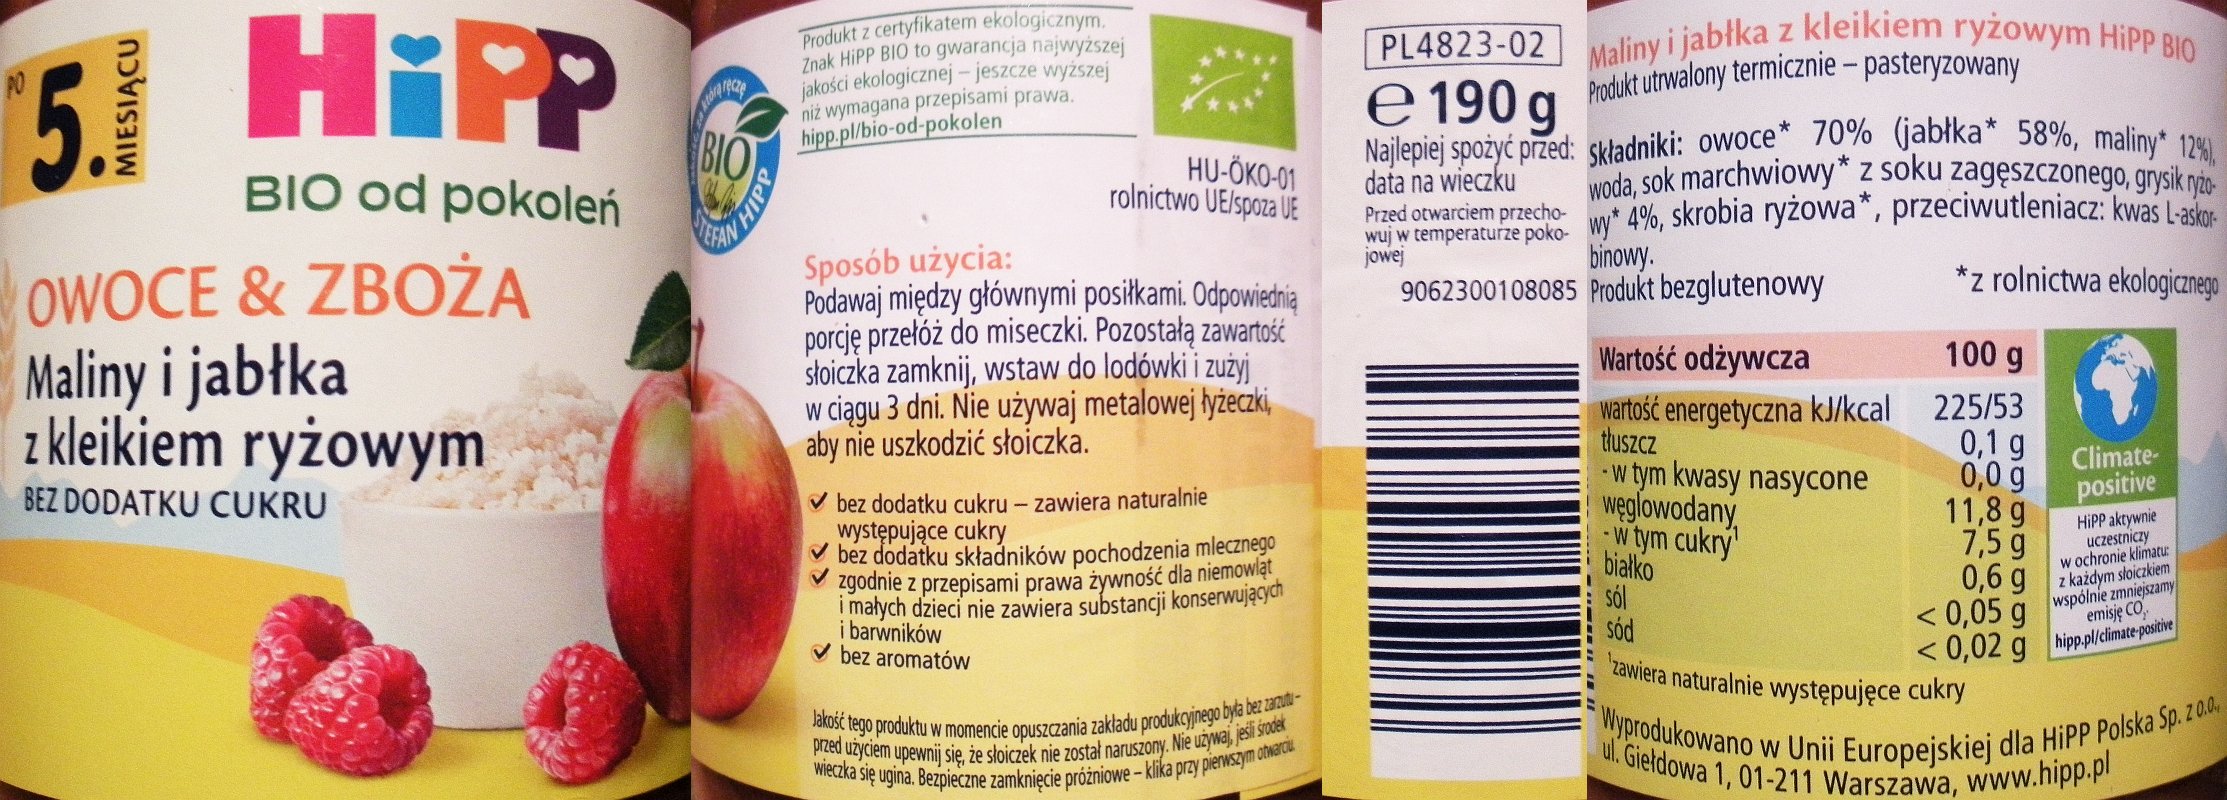 PO
5.
MIESIĄCU
HiPP
BIO od pokoleń
OWOCE & ZBOŻA
Maliny i jabłka
z kleikiem ryżowym
BEZ DODATKU CUKRU
Produkt z certyfikatem ekologicznym.
Znak HiPP BIO to gwarancja najwyższej
jakości ekologicznej – jeszcze wyższej
niż wymagana przepisami prawa.
hipp.pl/bio-od-pokolen
za którą ręczę
BIO
STEFAN HIPP
HU-ÖKO-01
rolnictwo UE/spoza UE
Sposób użycia:
Podawaj między głównymi posiłkami. Odpowiednią
porcję przełóż do miseczki. Pozostałą zawartość
słoiczka zamknij, wstaw do lodówki i zużyj
w ciągu 3 dni. Nie używaj metalowej łyżeczki,
aby nie uszkodzić słoiczka.
bez dodatku cukru – zawiera naturalnie
występujące cukry
bez dodatku składników pochodzenia mlecznego
zgodnie z przepisami prawa żywność dla niemowląt
i małych dzieci nie zawiera substancji konserwujących
i barwników
bez aromatów
Jakość tego produktu w momencie opuszczania zakładu produkcyjnego była bez zarzutu –
przed użyciem upewnij się, że słoiczek nie został naruszony. Nie używaj, jeśli środek
wieczka się ugina. Bezpieczne zamknięcie próżniowe – klika przy pierwszym otwarciu.
PL4823-02
e 190 g
Najlepiej spożyć przed:
data na wieczku
Przed otwarciem przecho-
wuj w temperaturze poko-
jowej
9062300108085
Maliny i jabłka z kleikiem ryżowym HiPP BIO
Produkt utrwalony termicznie – pasteryzowany
Składniki: owoce* 70% (jabłka* 58%, maliny* 12%),
woda, sok marchwiowy* z soku zagęszczonego, grysik ryżo-
wy* 4%, skrobia ryżowa*, przeciwutleniacz: kwas L-askor-
binowy.
Produkt bezglutenowy *z rolnictwa ekologicznego
Wartość odżywcza 100 g
wartość energetyczna kJ/kcal 225/53
tłuszcz 0,1 g
- w tym kwasy nasycone 0,0 g
węglowodany 11,8 g
- w tym cukry¹ 7,5 g
białko 0,6 g
sól < 0,05 g
sód < 0,02 g
¹zawiera naturalnie występujęce cukry
Climate-
positive
HiPP aktywnie
uczestniczy
w ochronie klimatu:
z każdym słoiczkiem
wspólnie zmniejszamy
emisję CO₂.
hipp.pl/climate-positive
Wyprodukowano w Unii Europejskiej dla HiPP Polska Sp. z o.o.,
ul. Giełdowa 1, 01-211 Warszawa, www.hipp.pl